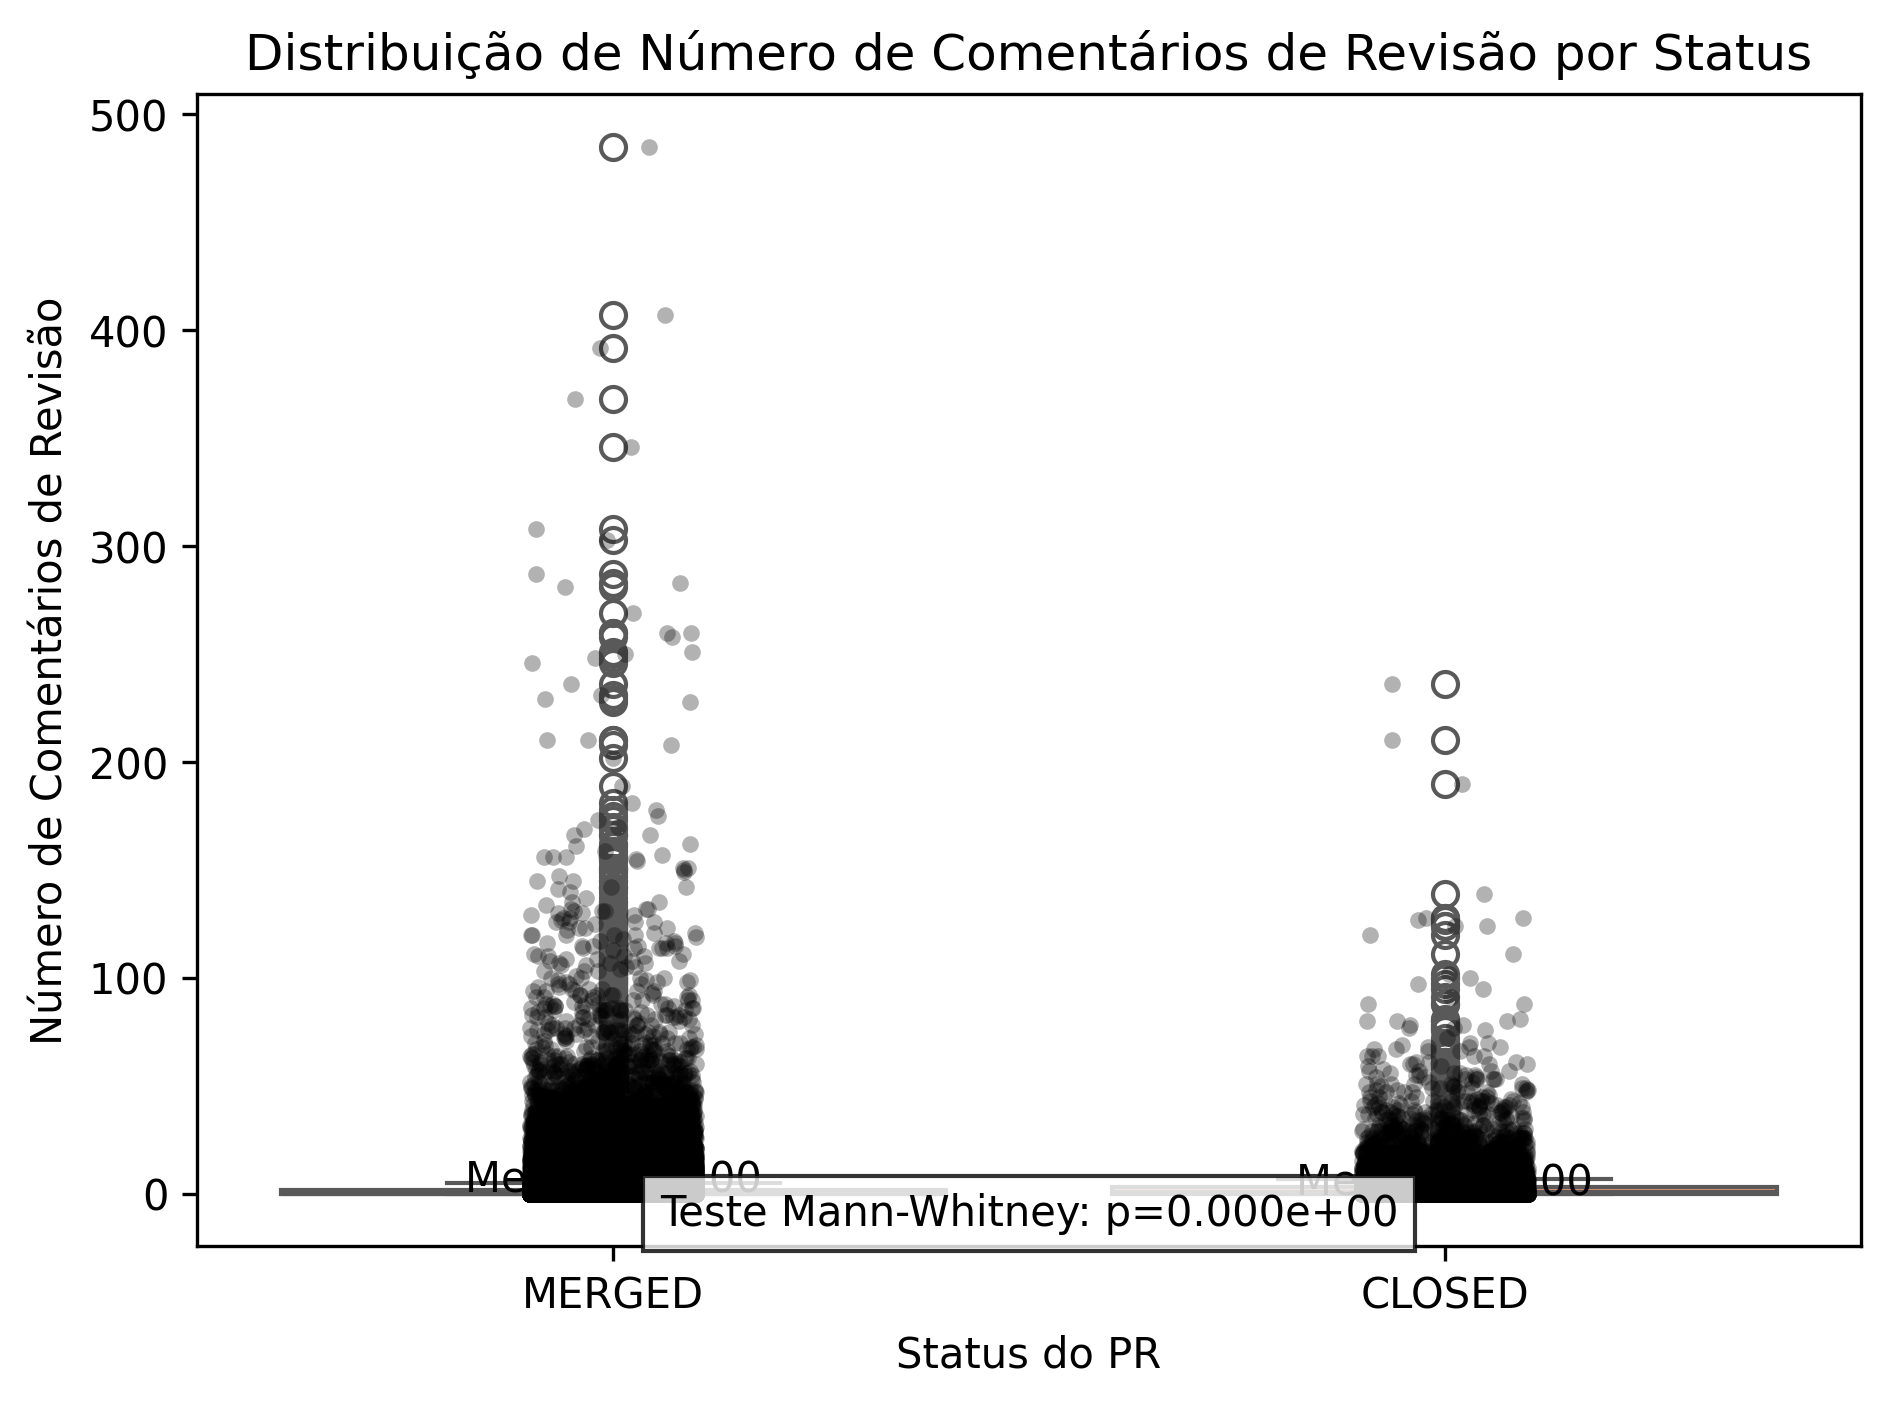 Distribuição de Número de Comentários de Revisão por Status
Número de Comentários de Revisão
500
400
300
200
100
0
Teste Mann-Whitney: p=0.000e+00
MERGED
CLOSED
Status do PR